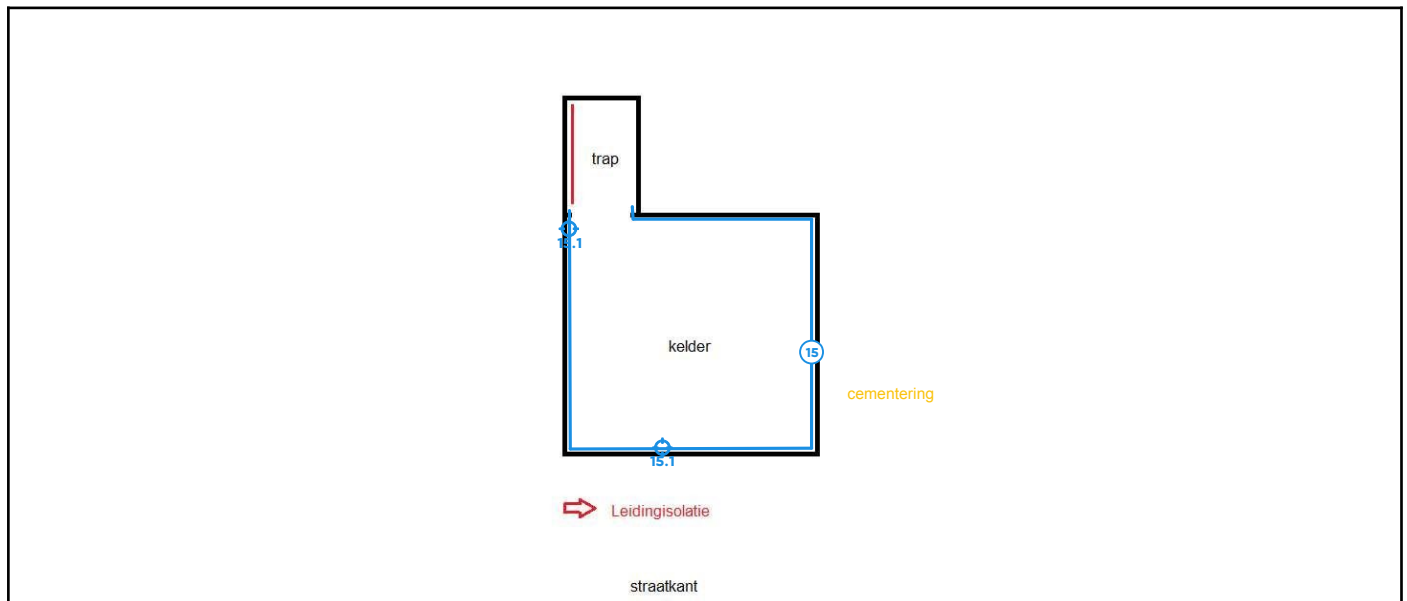 trap
15.1
kelder
15
cementering
15.1
Leidingisolatie
straatkant